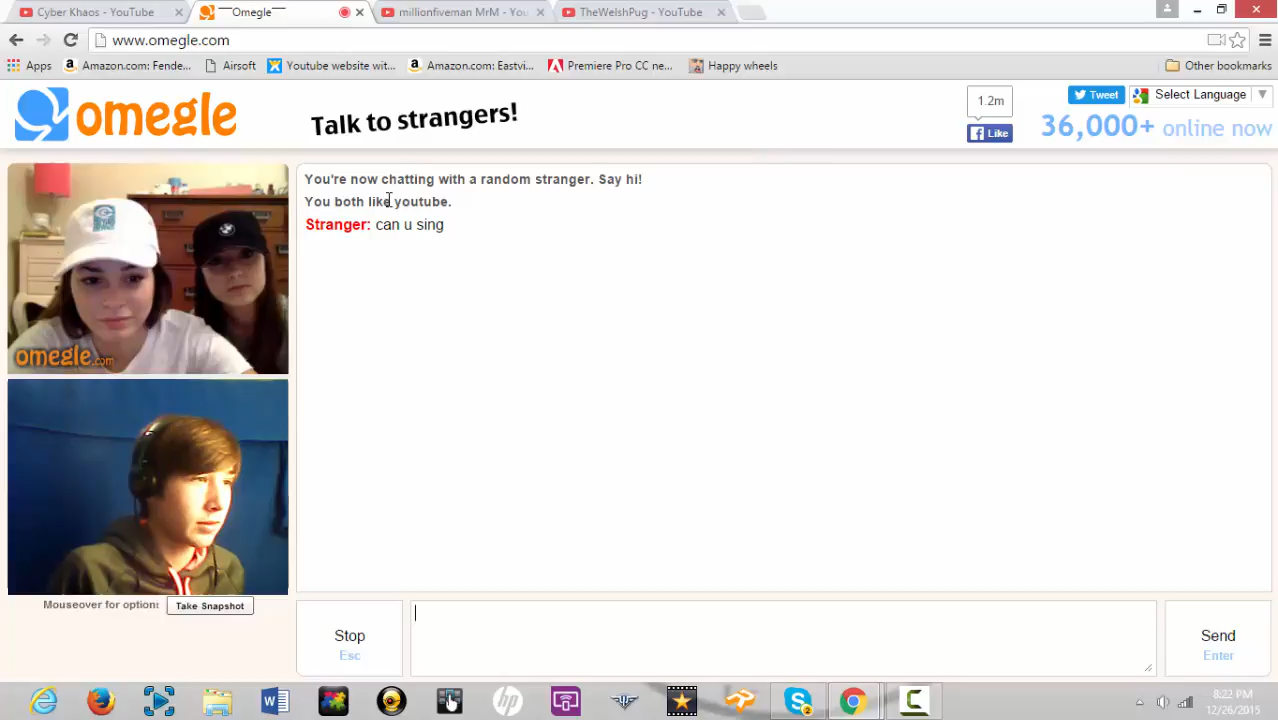 Cyber Khaos - YouTube
Omegle
millionfiveman MrM - You
TheWelshPug - YouTube
www.omegle.com
Apps
Amazon.com: Fende...
Airsoft
Youtube website wit...
Amazon.com: Eastvi...
Premiere Pro CC ne...
Happy wheels
Other bookmarks
omegle
Talk to strangers!
1.2m
Like
Tweet
Select Language
36,000+ online now
You're now chatting with a random stranger. Say hi!
You both like youtube.
Stranger: can u sing
omegle.com
Mouseover for option:
Take Snapshot
Stop
Esc
Send
Enter
8:22 PM
12/26/2015